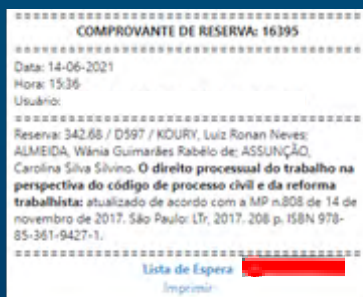 COMPROVANTE DE RESERVA: 16395
Data: 14-06-2021
Hora: 15:36
Usuário:
Reserva: 342.68 / D597 / KOURY, Luiz Ronan Neves;
ALMEIDA, Wânia Guimarães Rabêllo de; ASSUNÇÃO,
Carolina Silva Silvino. O direito processual do trabalho na
perspectiva do código de processo civil e da reforma
trabalhista: atualizado de acordo com a MP n.808 de 14 de
novembro de 2017. São Paulo: LTr, 2017. 208 p. ISBN 978-
85-361-9427-1.
Lista de Espera
Imprimir